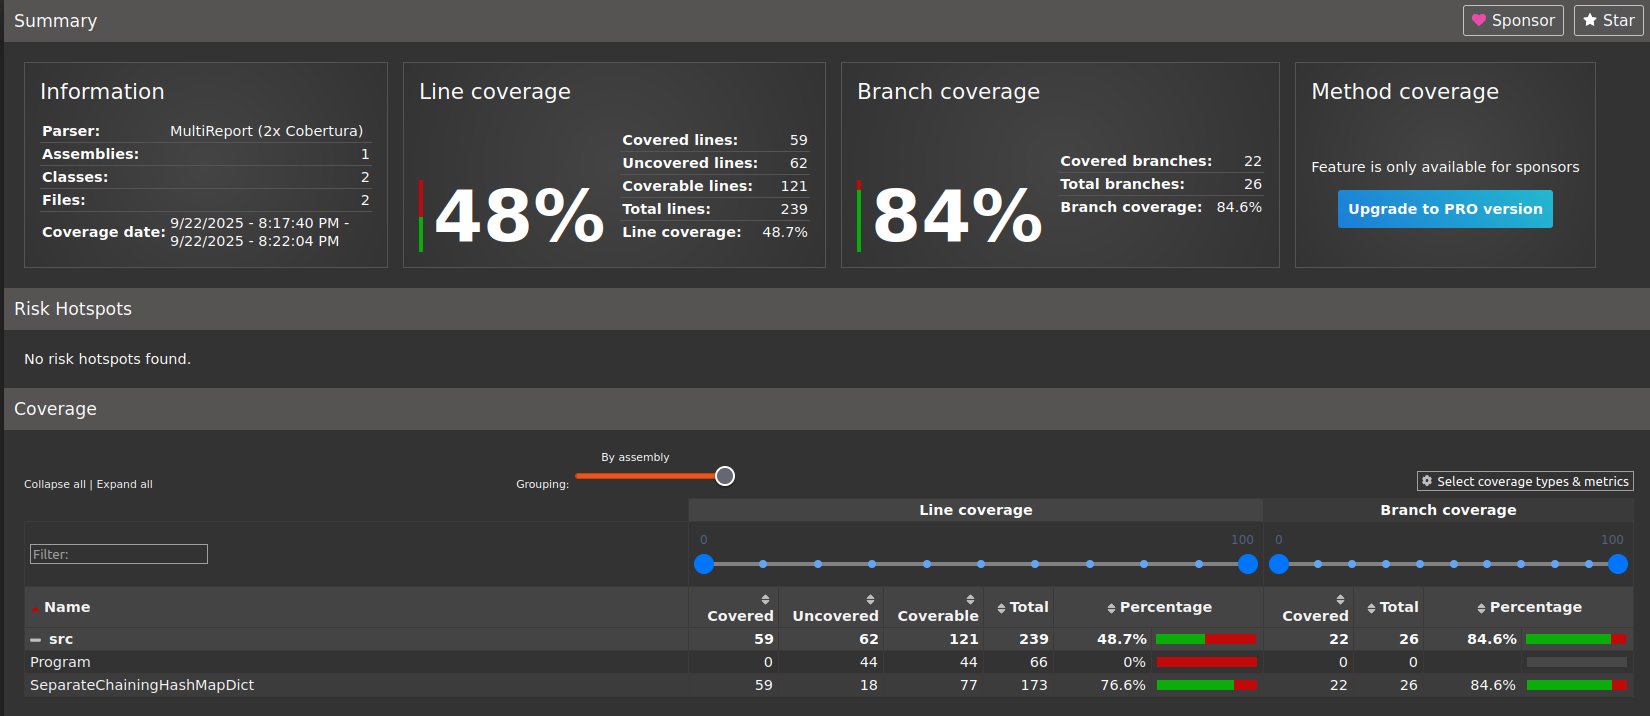 Summary
Sponsor
Star
Information
Parser: MultiReport (2x Cobertura)
Assemblies: 1
Classes: 2
Files: 2
Coverage date: 9/22/2025 - 8:17:40 PM -
9/22/2025 - 8:22:04 PM
Line coverage
48%
Covered lines: 59
Uncovered lines: 62
Coverable lines: 121
Total lines: 239
Line coverage: 48.7%
Branch coverage
84%
Covered branches: 22
Total branches: 26
Branch coverage: 84.6%
Method coverage
Feature is only available for sponsors
Upgrade to PRO version
Risk Hotspots
No risk hotspots found.
Coverage
Collapse all | Expand all
By assembly
Grouping:
Select coverage types & metrics
Line coverage Branch coverage
0 100 0 100
Filter:
Name Covered Uncovered Coverable Total Percentage Covered Total Percentage
src 59 62 121 239 48.7% 22 26 84.6%
Program 0 44 44 66 0% 0 0
SeparateChainingHashMapDict 59 18 77 173 76.6% 22 26 84.6%